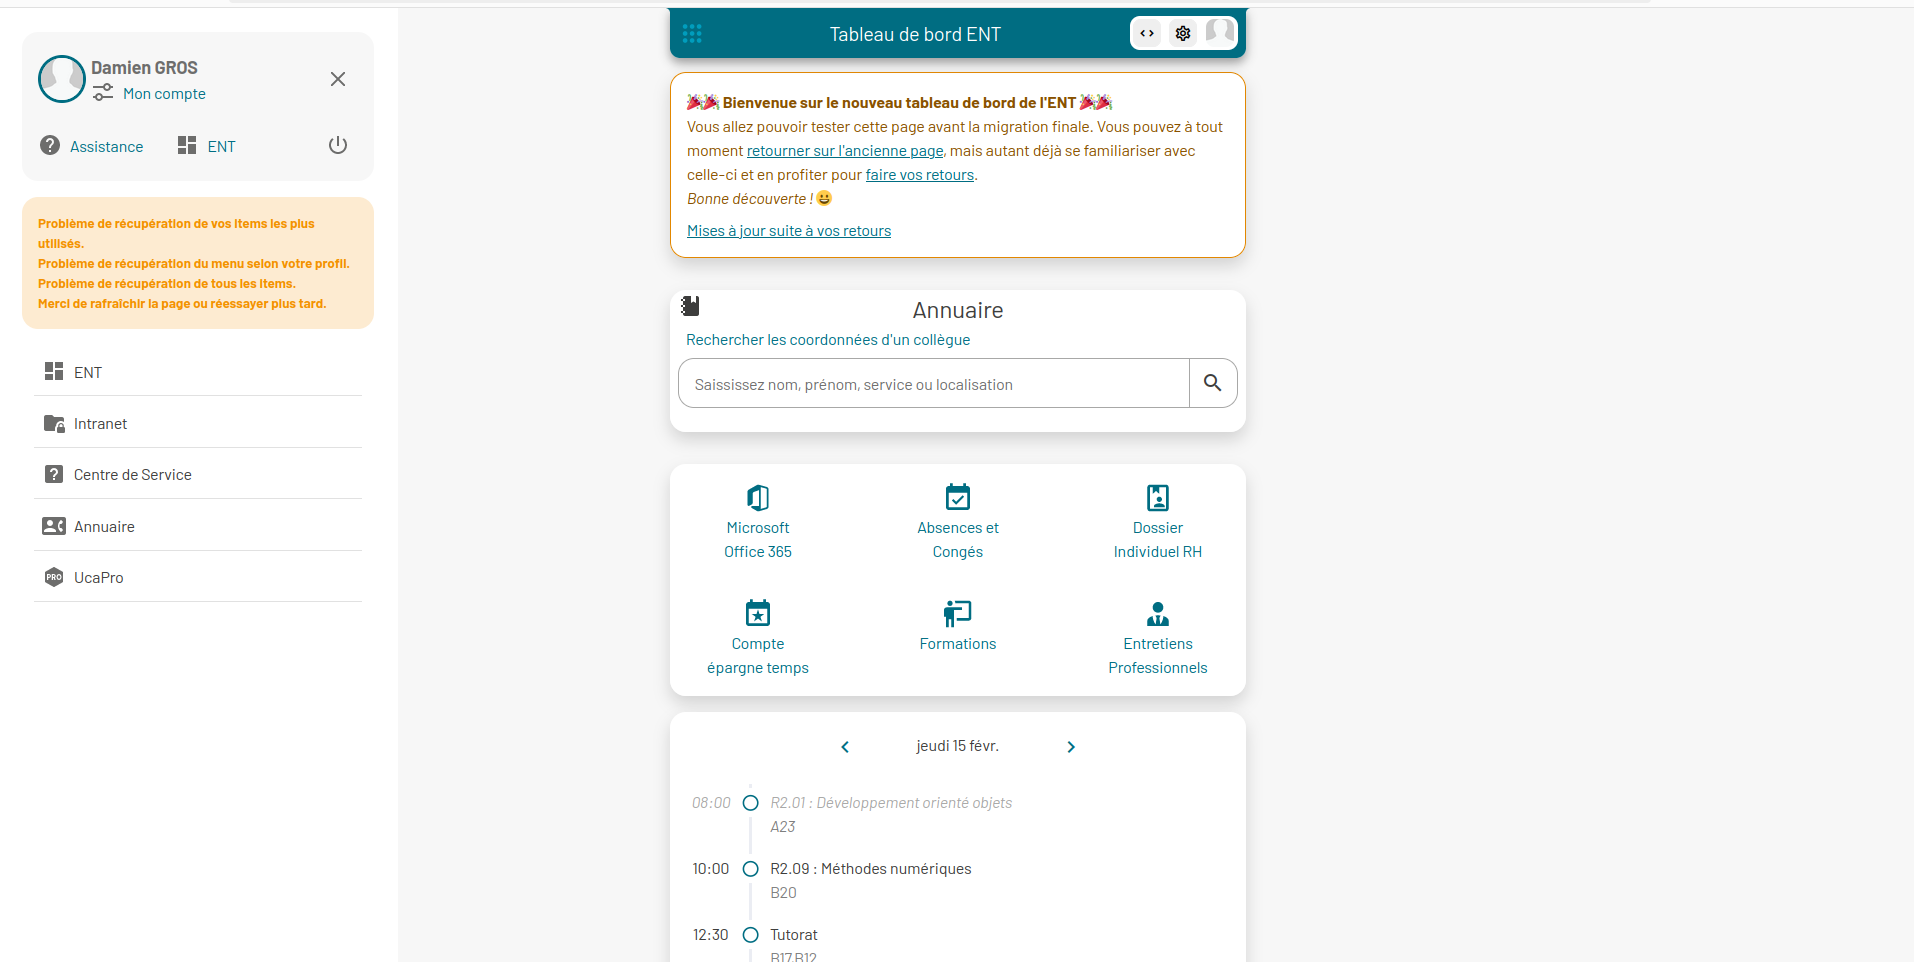 Damien GROS
Mon compte
Assistance
ENT
Problème de récupération de vos items les plus
utilisés.
Problème de récupération du menu selon votre profil.
Problème de récupération de tous les items.
Merci de rafraîchir la page ou réessayer plus tard.
ENT
Intranet
Centre de Service
Annuaire
PRO UcaPro
Tableau de bord ENT
Bienvenue sur le nouveau tableau de bord de l'ENT
Vous allez pouvoir tester cette page avant la migration finale. Vous pouvez à tout
moment retourner sur l'ancienne page, mais autant déjà se familiariser avec
celle-ci et en profiter pour faire vos retours.
Bonne découverte !
Mises à jour suite à vos retours
Annuaire
Rechercher les coordonnées d'un collègue
Saississez nom, prénom, service ou localisation
Microsoft
Office 365
Absences et
Congés
Dossier
Individuel RH
Compte
épargne temps
Formations
Entretiens
Professionnels
jeudi 15 févr.
08:00 R2.01 : Développement orienté objets
A23
10:00 R2.09 : Méthodes numériques
B20
12:30 Tutorat
B17,B12